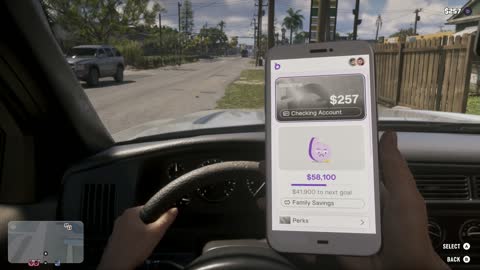 $257
b
$257
Checking Account
$58,100
$41,900 to next goal
Family Savings
Perks
SELECT A
BACK B